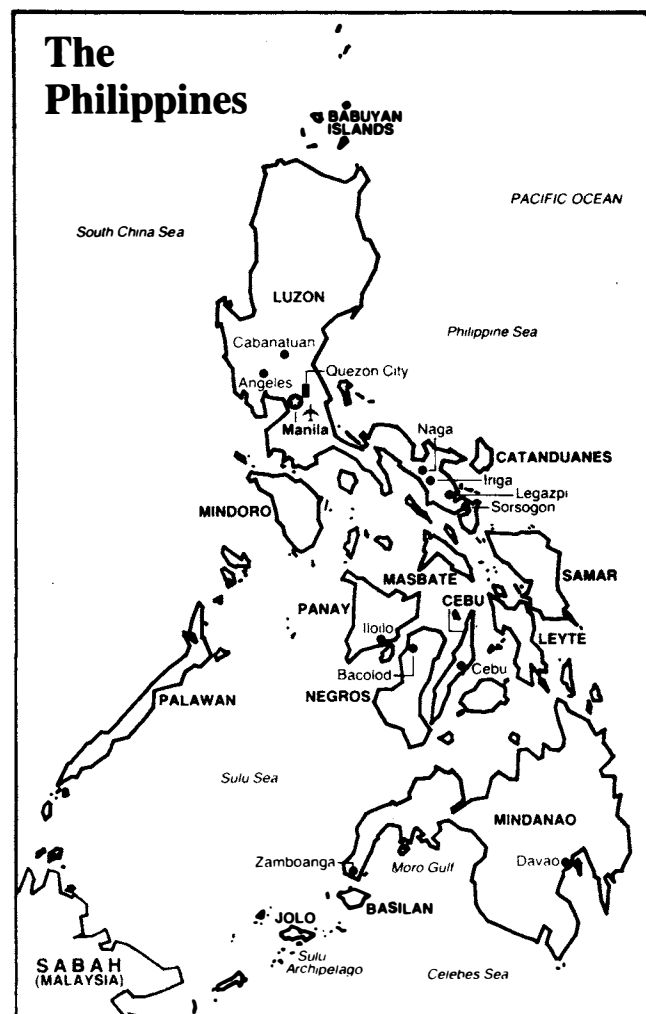 The
Philippines
BABUYAN
ISLANDS
PACIFIC OCEAN
South China Sea
LUZON
Philippine Sea
Cabanatuan
Quezon City
Angeles
Manila
Naga
CATANDUANES
Iriga
Legazpi
Sorsogon
MINDORO
MASBATE
SAMAR
PANAY
CEBU
Iloilo
LEYTE
Bacolod
Cebu
NEGROS
PALAWAN
Sulu Sea
MINDANAO
Zamboanga
Moro Gulf
Davao
BASILAN
JOLO
Sulu
Archipelago
SABAH
(MALAYSIA)
Celebes Sea